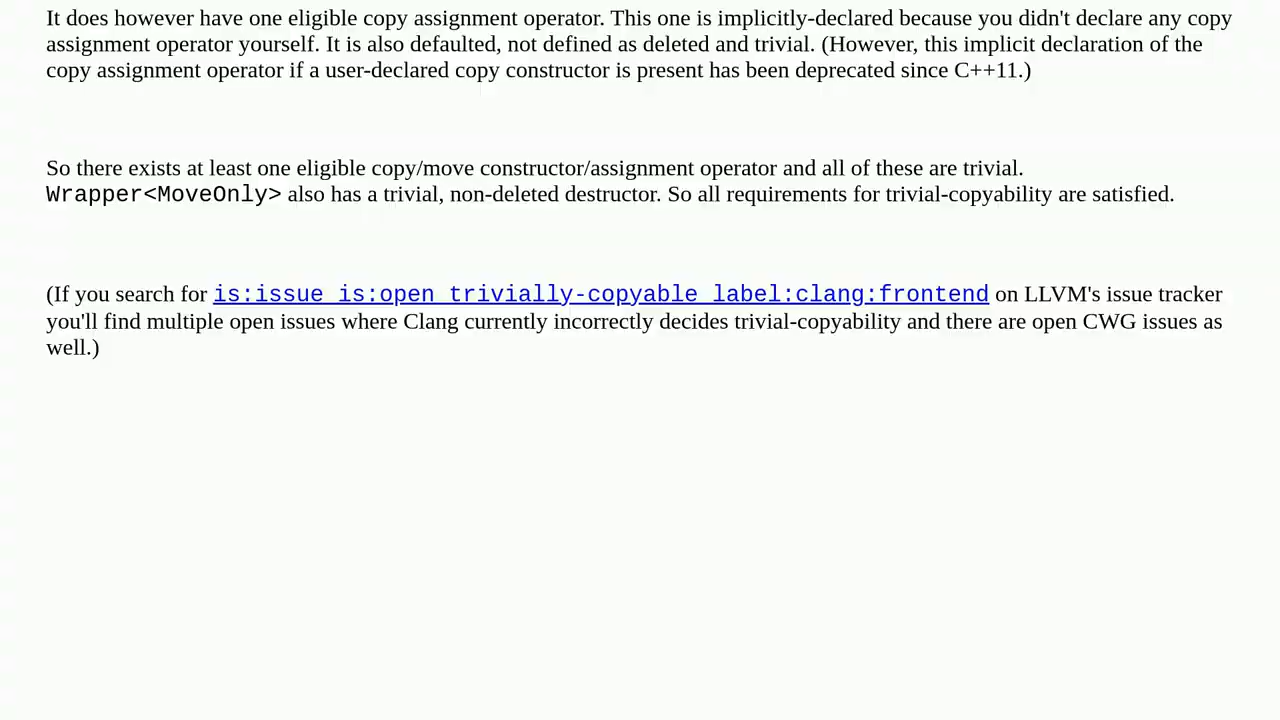 It does however have one eligible copy assignment operator. This one is implicitly-declared because you didn't declare any copy
assignment operator yourself. It is also defaulted, not defined as deleted and trivial. (However, this implicit declaration of the
copy assignment operator if a user-declared copy constructor is present has been deprecated since C++11.)
So there exists at least one eligible copy/move constructor/assignment operator and all of these are trivial.
Wrapper<MoveOnly> also has a trivial, non-deleted destructor. So all requirements for trivial-copyability are satisfied.
(If you search for is:issue is:open trivially-copyable label:clang:frontend on LLVM's issue tracker
you'll find multiple open issues where Clang currently incorrectly decides trivial-copyability and there are open CWG issues as
well.)